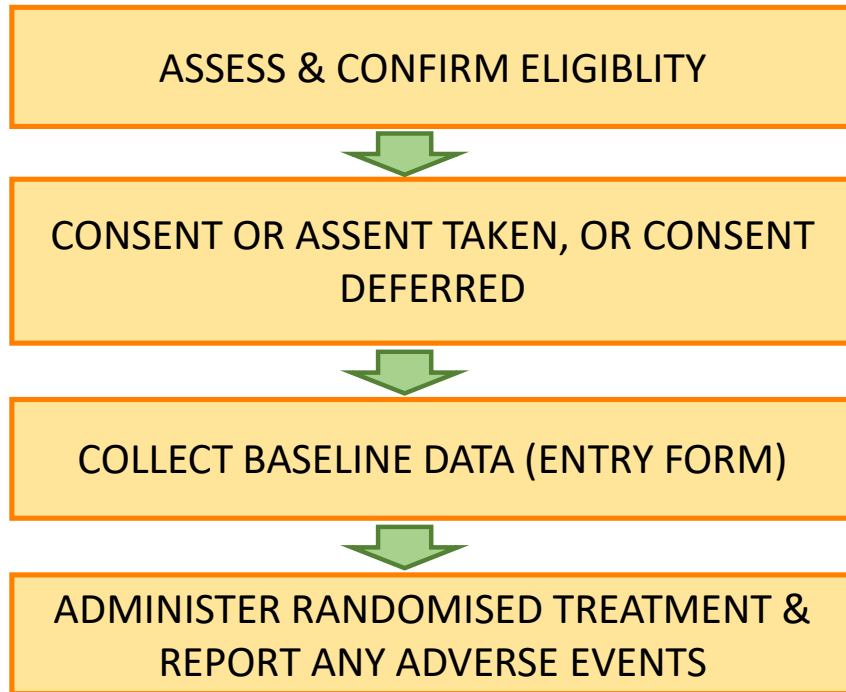 ASSESS & CONFIRM ELIGIBLITY
CONSENT OR ASSENT TAKEN, OR CONSENT
DEFERRED
COLLECT BASELINE DATA (ENTRY FORM)
ADMINISTER RANDOMISED TREATMENT &
REPORT ANY ADVERSE EVENTS